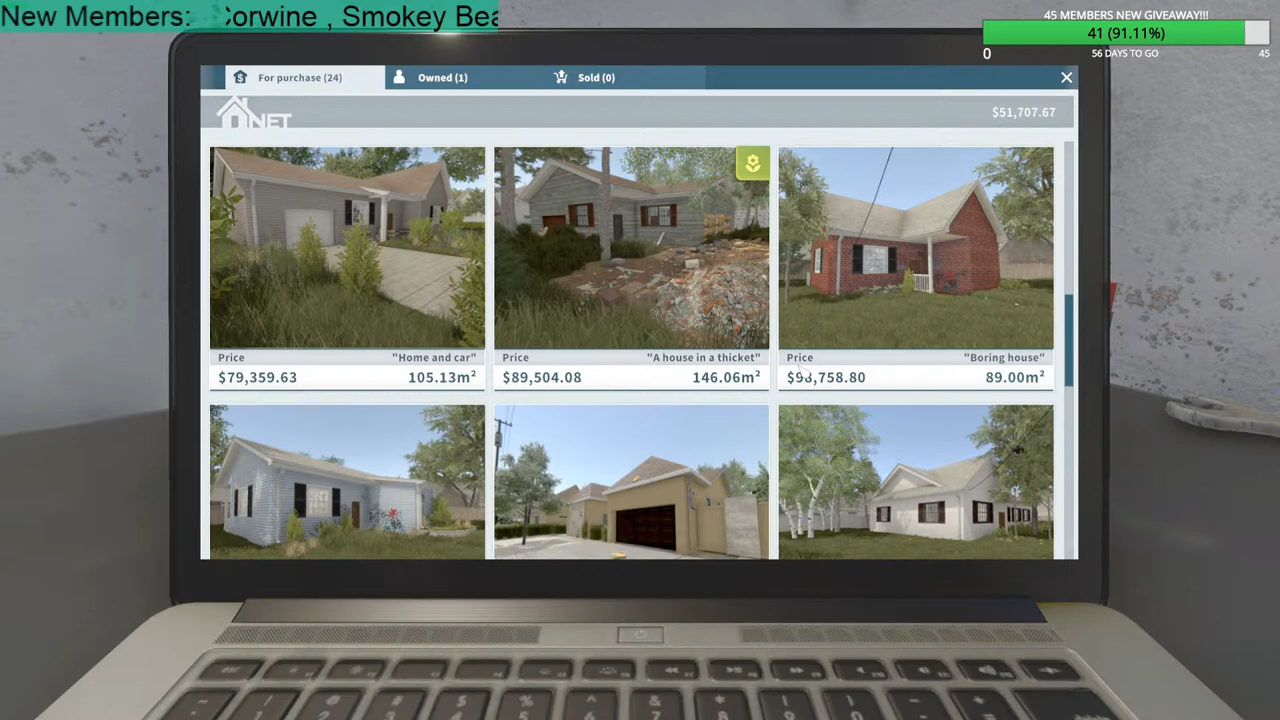 New Members: Corwine , Smokey Bea
45 MEMBERS NEW GIVEAWAY!!!
41 (91.11%)
0
56 DAYS TO GO
45
For purchase (24)
Owned (1)
Sold (0)
NET
$51,707.67
Price "Home and car"
$79,359.63 105.13m²
Price "A house in a thicket"
$89,504.08 146.06m²
Price "Boring house"
89.00m²